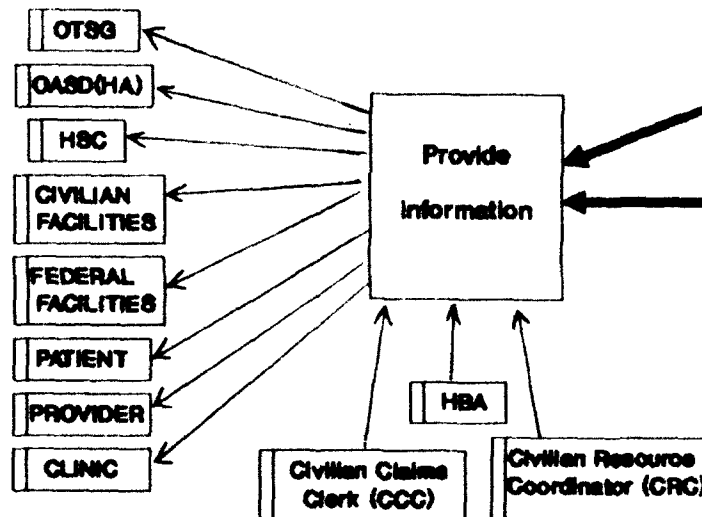 OTSG
OASD(HA)
HSC
CIVILIAN
FACILITIES
FEDERAL
FACILITIES
PATIENT
PROVIDER
CLINIC
Provide
information
HBA
Civilian Claims
Clerk (CCC)
Civilian Resource
Coordinator (CRC)